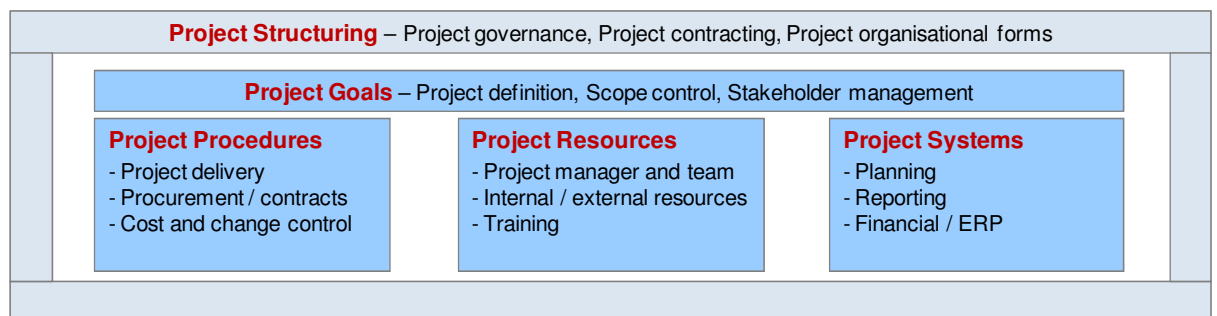 Project Structuring – Project governance, Project contracting, Project organisational forms
Project Goals – Project definition, Scope control, Stakeholder management
Project Procedures
- Project delivery
- Procurement / contracts
- Cost and change control
Project Resources
- Project manager and team
- Internal / external resources
- Training
Project Systems
- Planning
- Reporting
- Financial / ERP